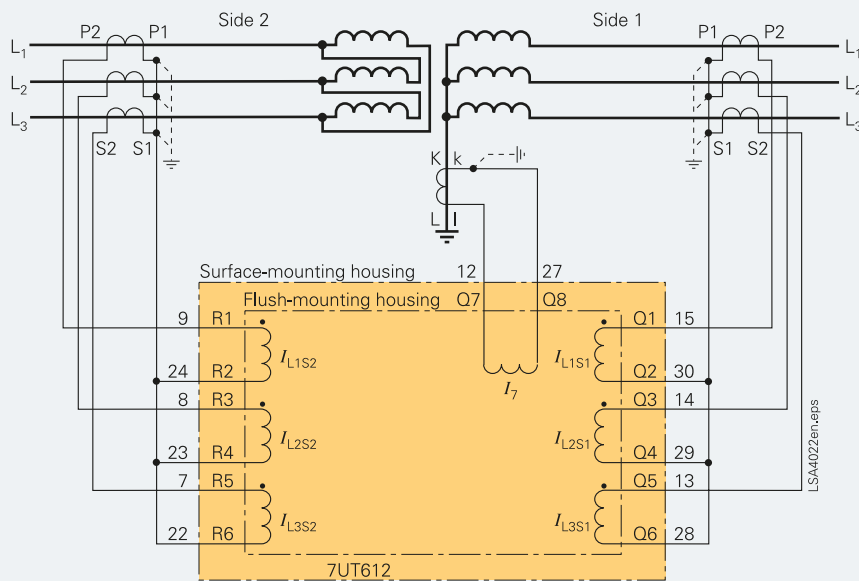 Side 2 Side 1
P2 P1 P1 P2
L1 L1
L2 L2
L3 L3
S2 S1 S1 S2
K k
L l
Surface-mounting housing 12 27
Flush-mounting housing Q7 Q8
9 R1 Q1 15
IL1S2 IL1S1
24 R2 Q2 30
I7
8 R3 Q3 14
IL2S2 IL2S1
23 R4 Q4 29
7 R5 Q5 13
IL3S2 IL3S1
22 R6 Q6 28
7UT612
LSA4022en.eps